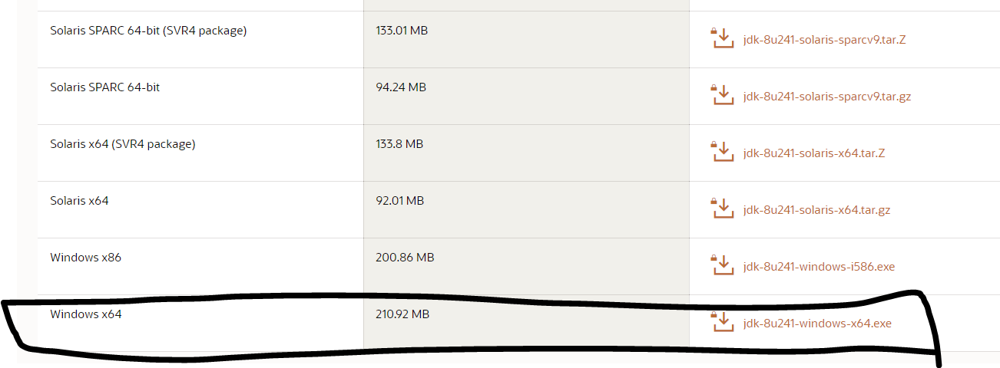 Solaris SPARC 64-bit (SVR4 package) 133.01 MB jdk-8u241-solaris-sparcv9.tar.Z
Solaris SPARC 64-bit 94.24 MB jdk-8u241-solaris-sparcv9.tar.gz
Solaris x64 (SVR4 package) 133.8 MB jdk-8u241-solaris-x64.tar.Z
Solaris x64 92.01 MB jdk-8u241-solaris-x64.tar.gz
Windows x86 200.86 MB jdk-8u241-windows-i586.exe
Windows x64 210.92 MB jdk-8u241-windows-x64.exe